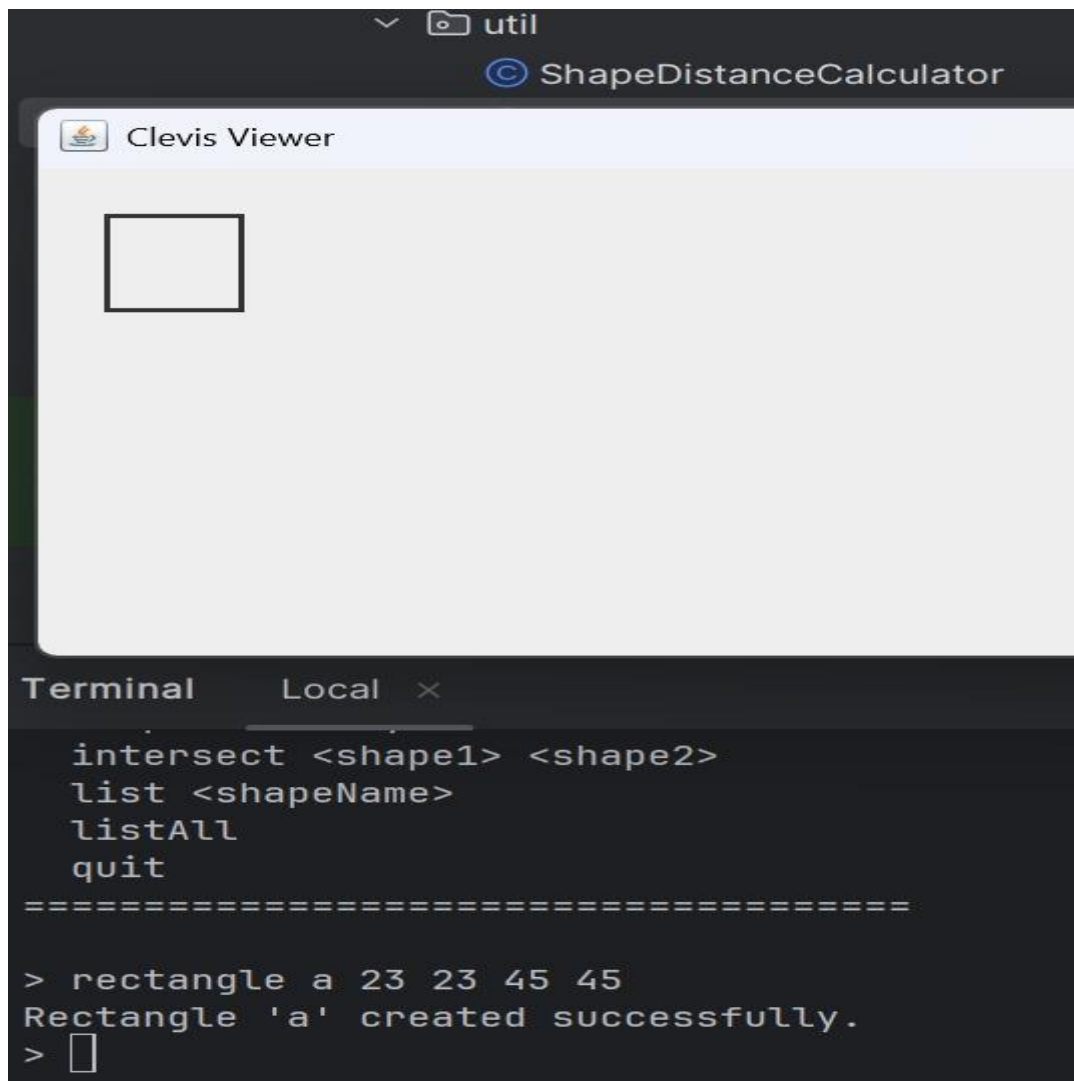 util
ShapeDistanceCalculator
Clevis Viewer
Terminal Local
intersect <shape1> <shape2>
list <shapeName>
listAll
quit
=====================================
> rectangle a 23 23 45 45
Rectangle 'a' created successfully.
>